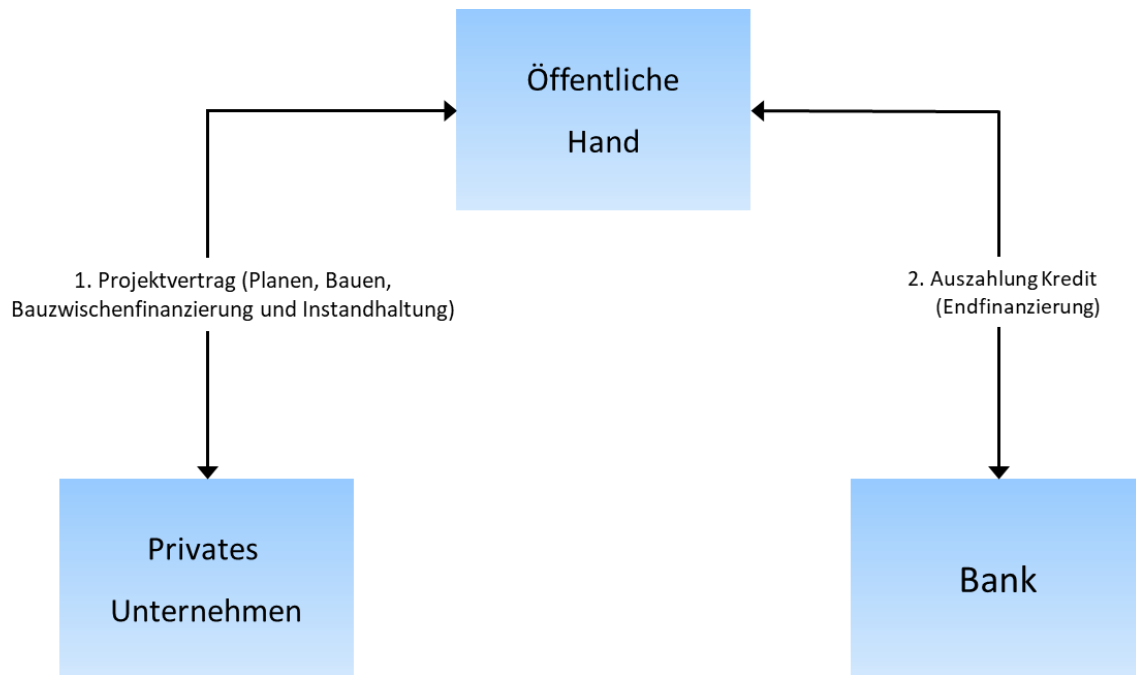 Öffentliche
Hand
1. Projektvertrag (Planen, Bauen,
Bauzwischenfinanzierung und Instandhaltung)
2. Auszahlung Kredit
(Endfinanzierung)
Privates
Unternehmen
Bank